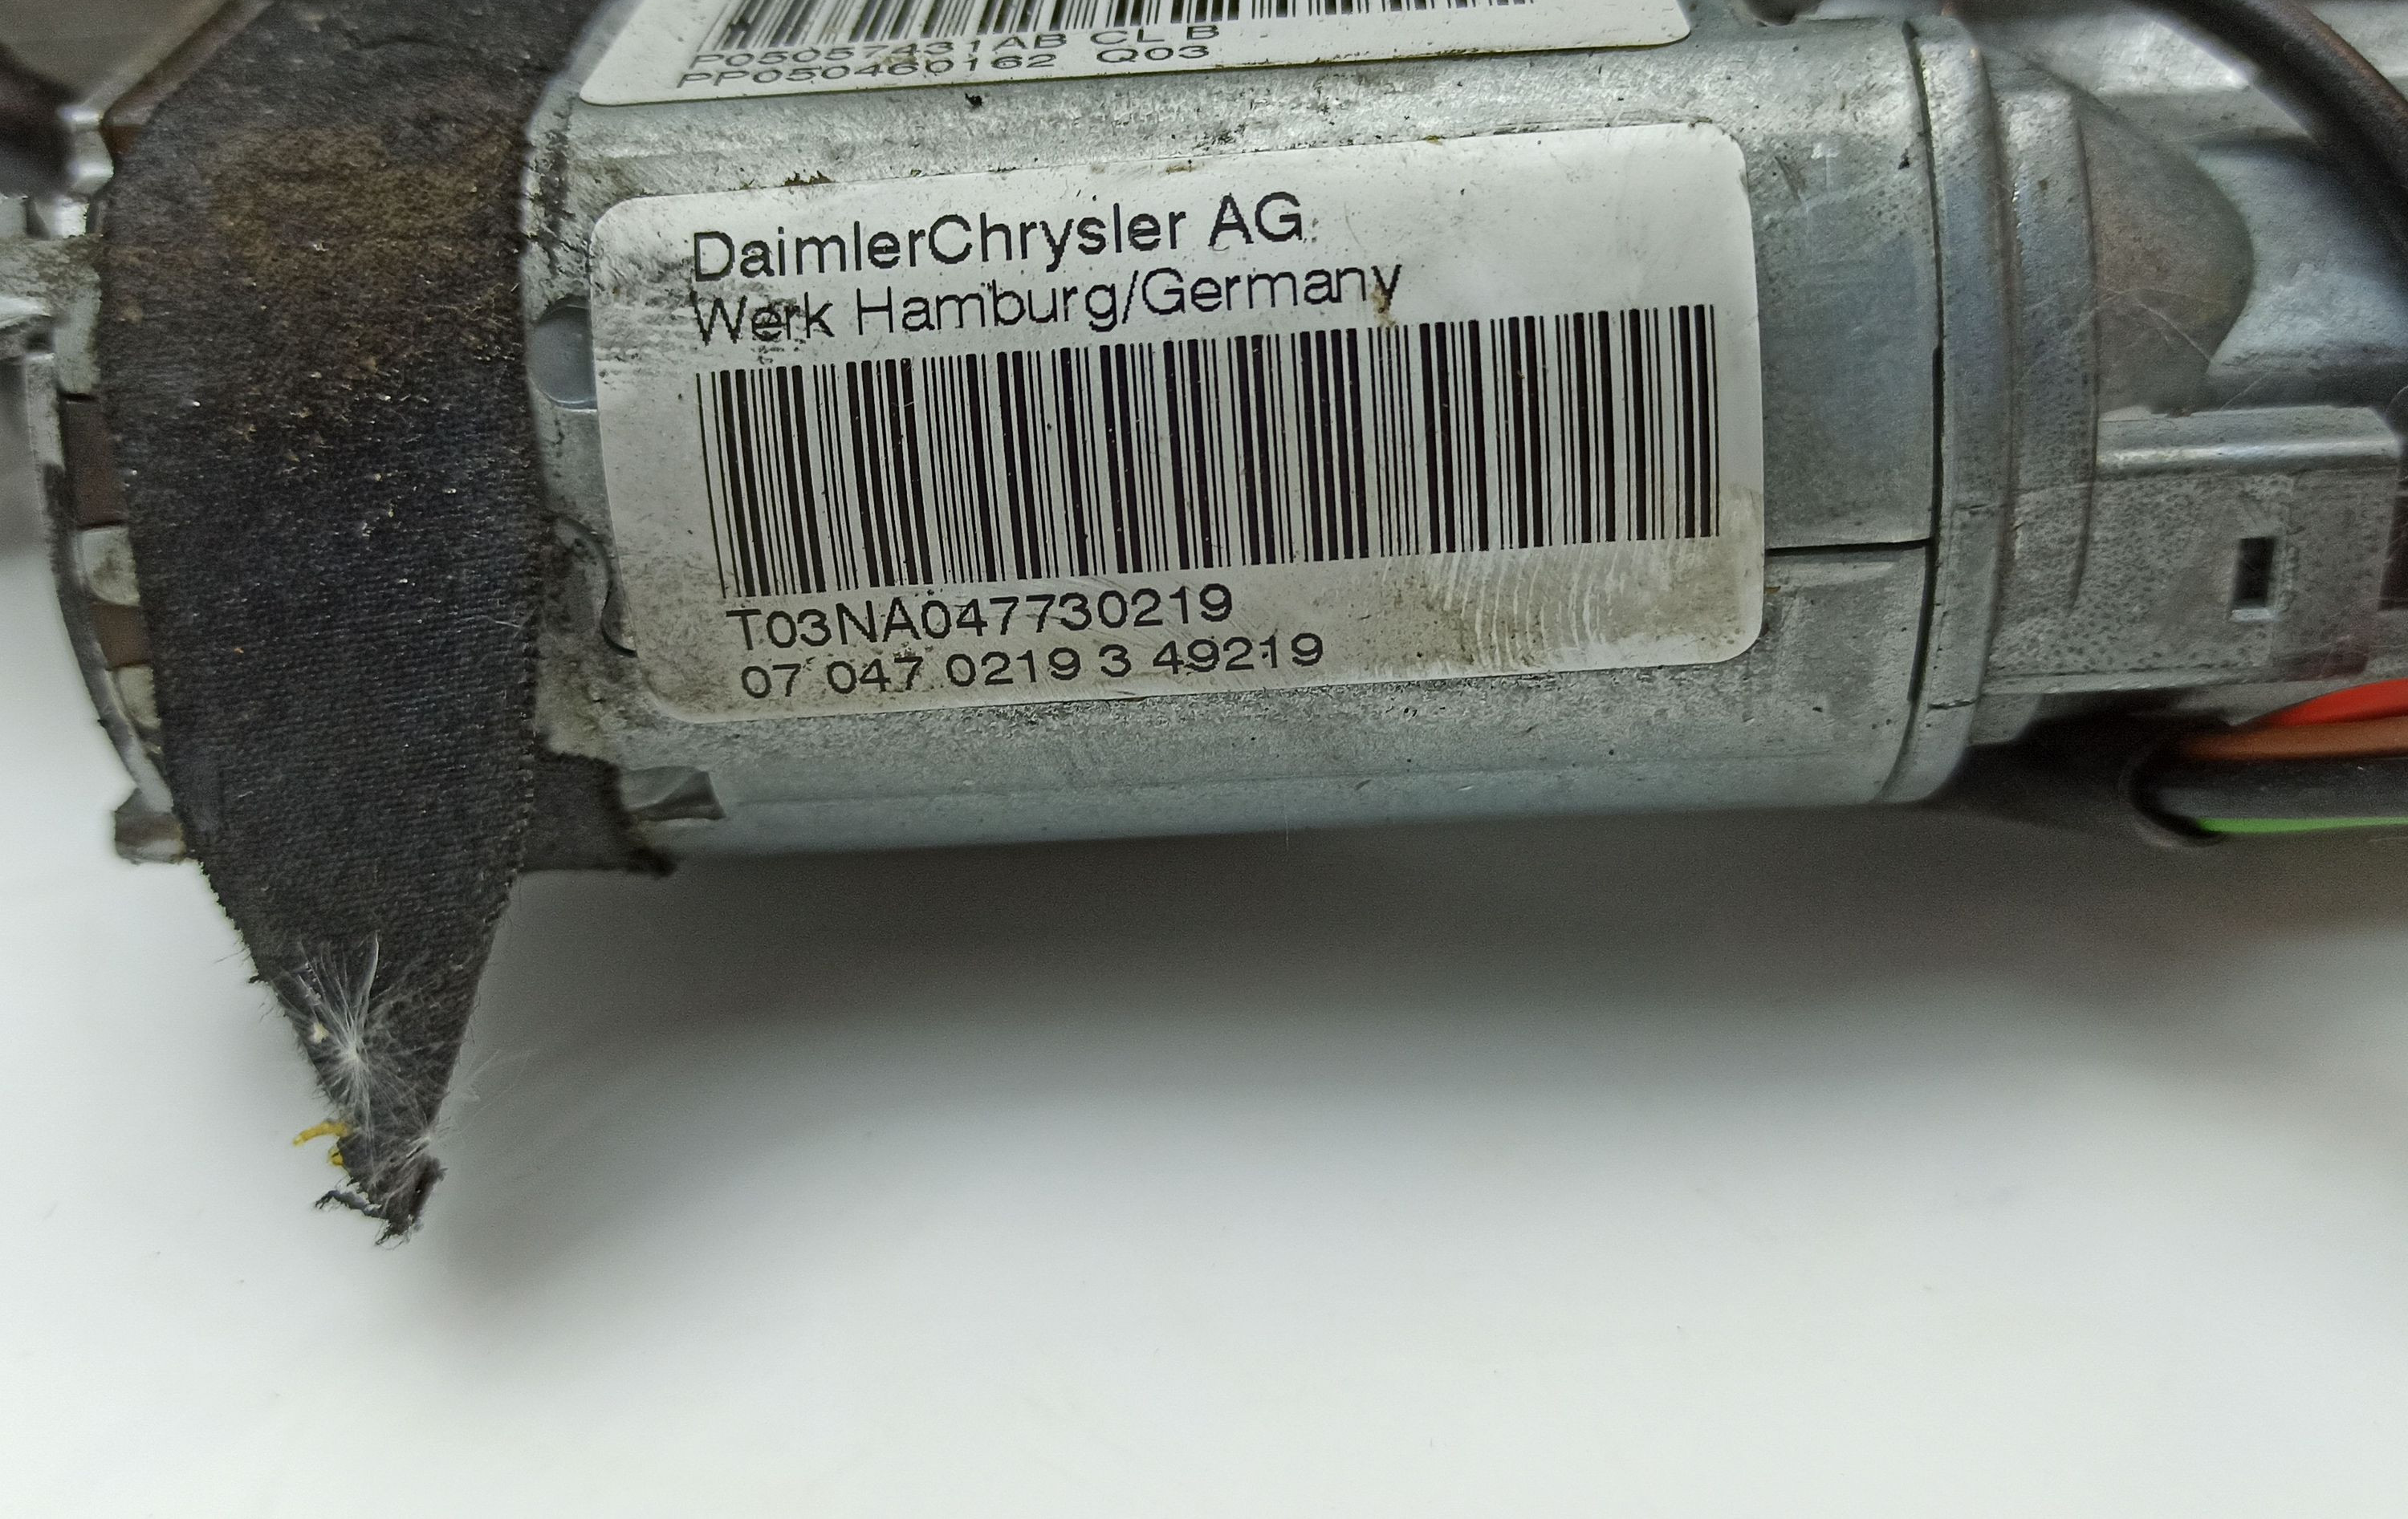 P05057431AB CL B
PP050460162 Q03
DaimlerChrysler AG
Werk Hamburg/Germany
T03NA047730219
07 047 0219 3 49219